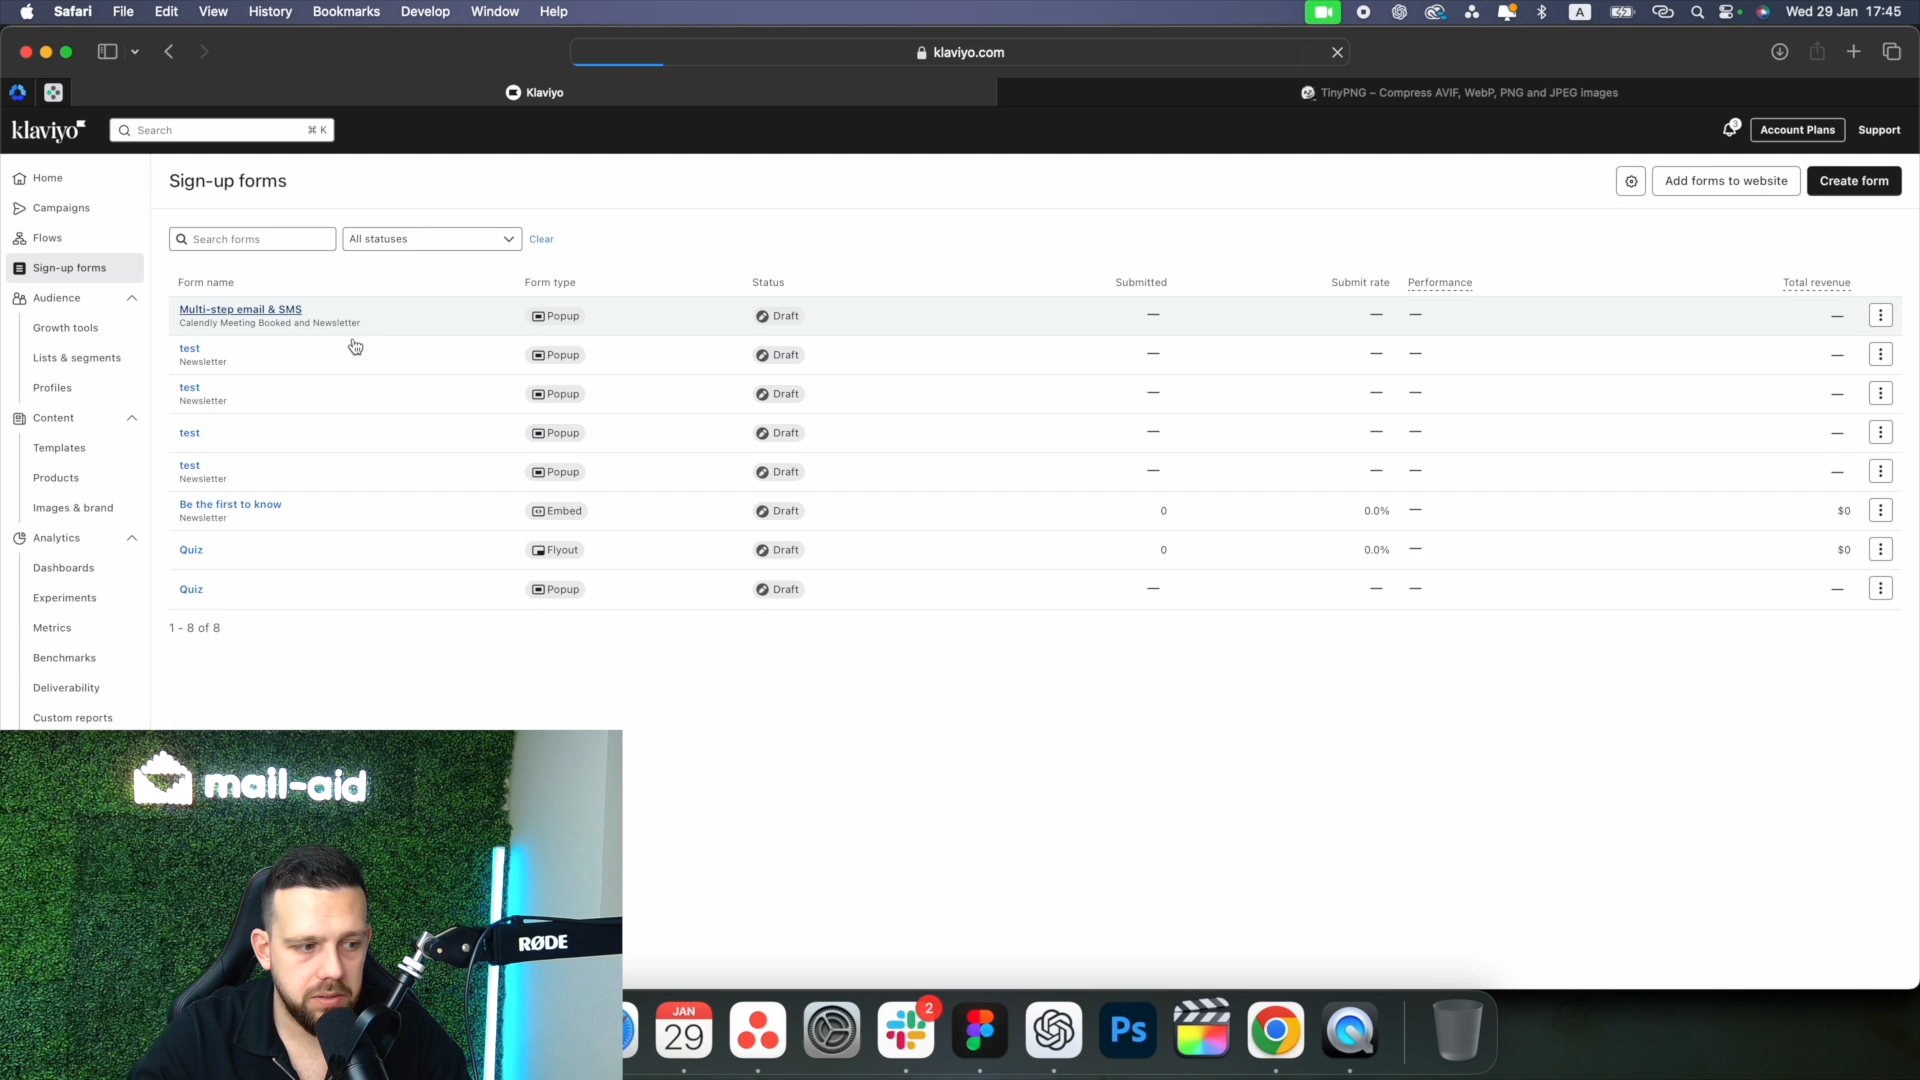 Safari File Edit View History Bookmarks Develop Window Help
A
Wed 29 Jan 17:45
klaviyo.com
Klaviyo
TinyPNG – Compress AVIF, WebP, PNG and JPEG images
klaviyo
Search ⌘ K
3
Account Plans
Support
Home
Campaigns
Flows
Sign-up forms
Audience
Growth tools
Lists & segments
Profiles
Content
Templates
Products
Images & brand
Analytics
Dashboards
Experiments
Metrics
Benchmarks
Deliverability
Custom reports
Sign-up forms
Add forms to website
Create form
Search forms
All statuses
Clear
Form name Form type Status Submitted Submit rate Performance Total revenue
Multi-step email & SMS Popup Draft — — — —
Calendly Meeting Booked and Newsletter
test Popup Draft — — — —
Newsletter
test Popup Draft — — — —
Newsletter
test Popup Draft — — — —
test Popup Draft — — — —
Newsletter
Be the first to know Embed Draft 0 0.0% — $0
Newsletter
Quiz Flyout Draft 0 0.0% — $0
Quiz Popup Draft — — — —
1 - 8 of 8
mail-aid
RØDE
JAN
29
2
Ps